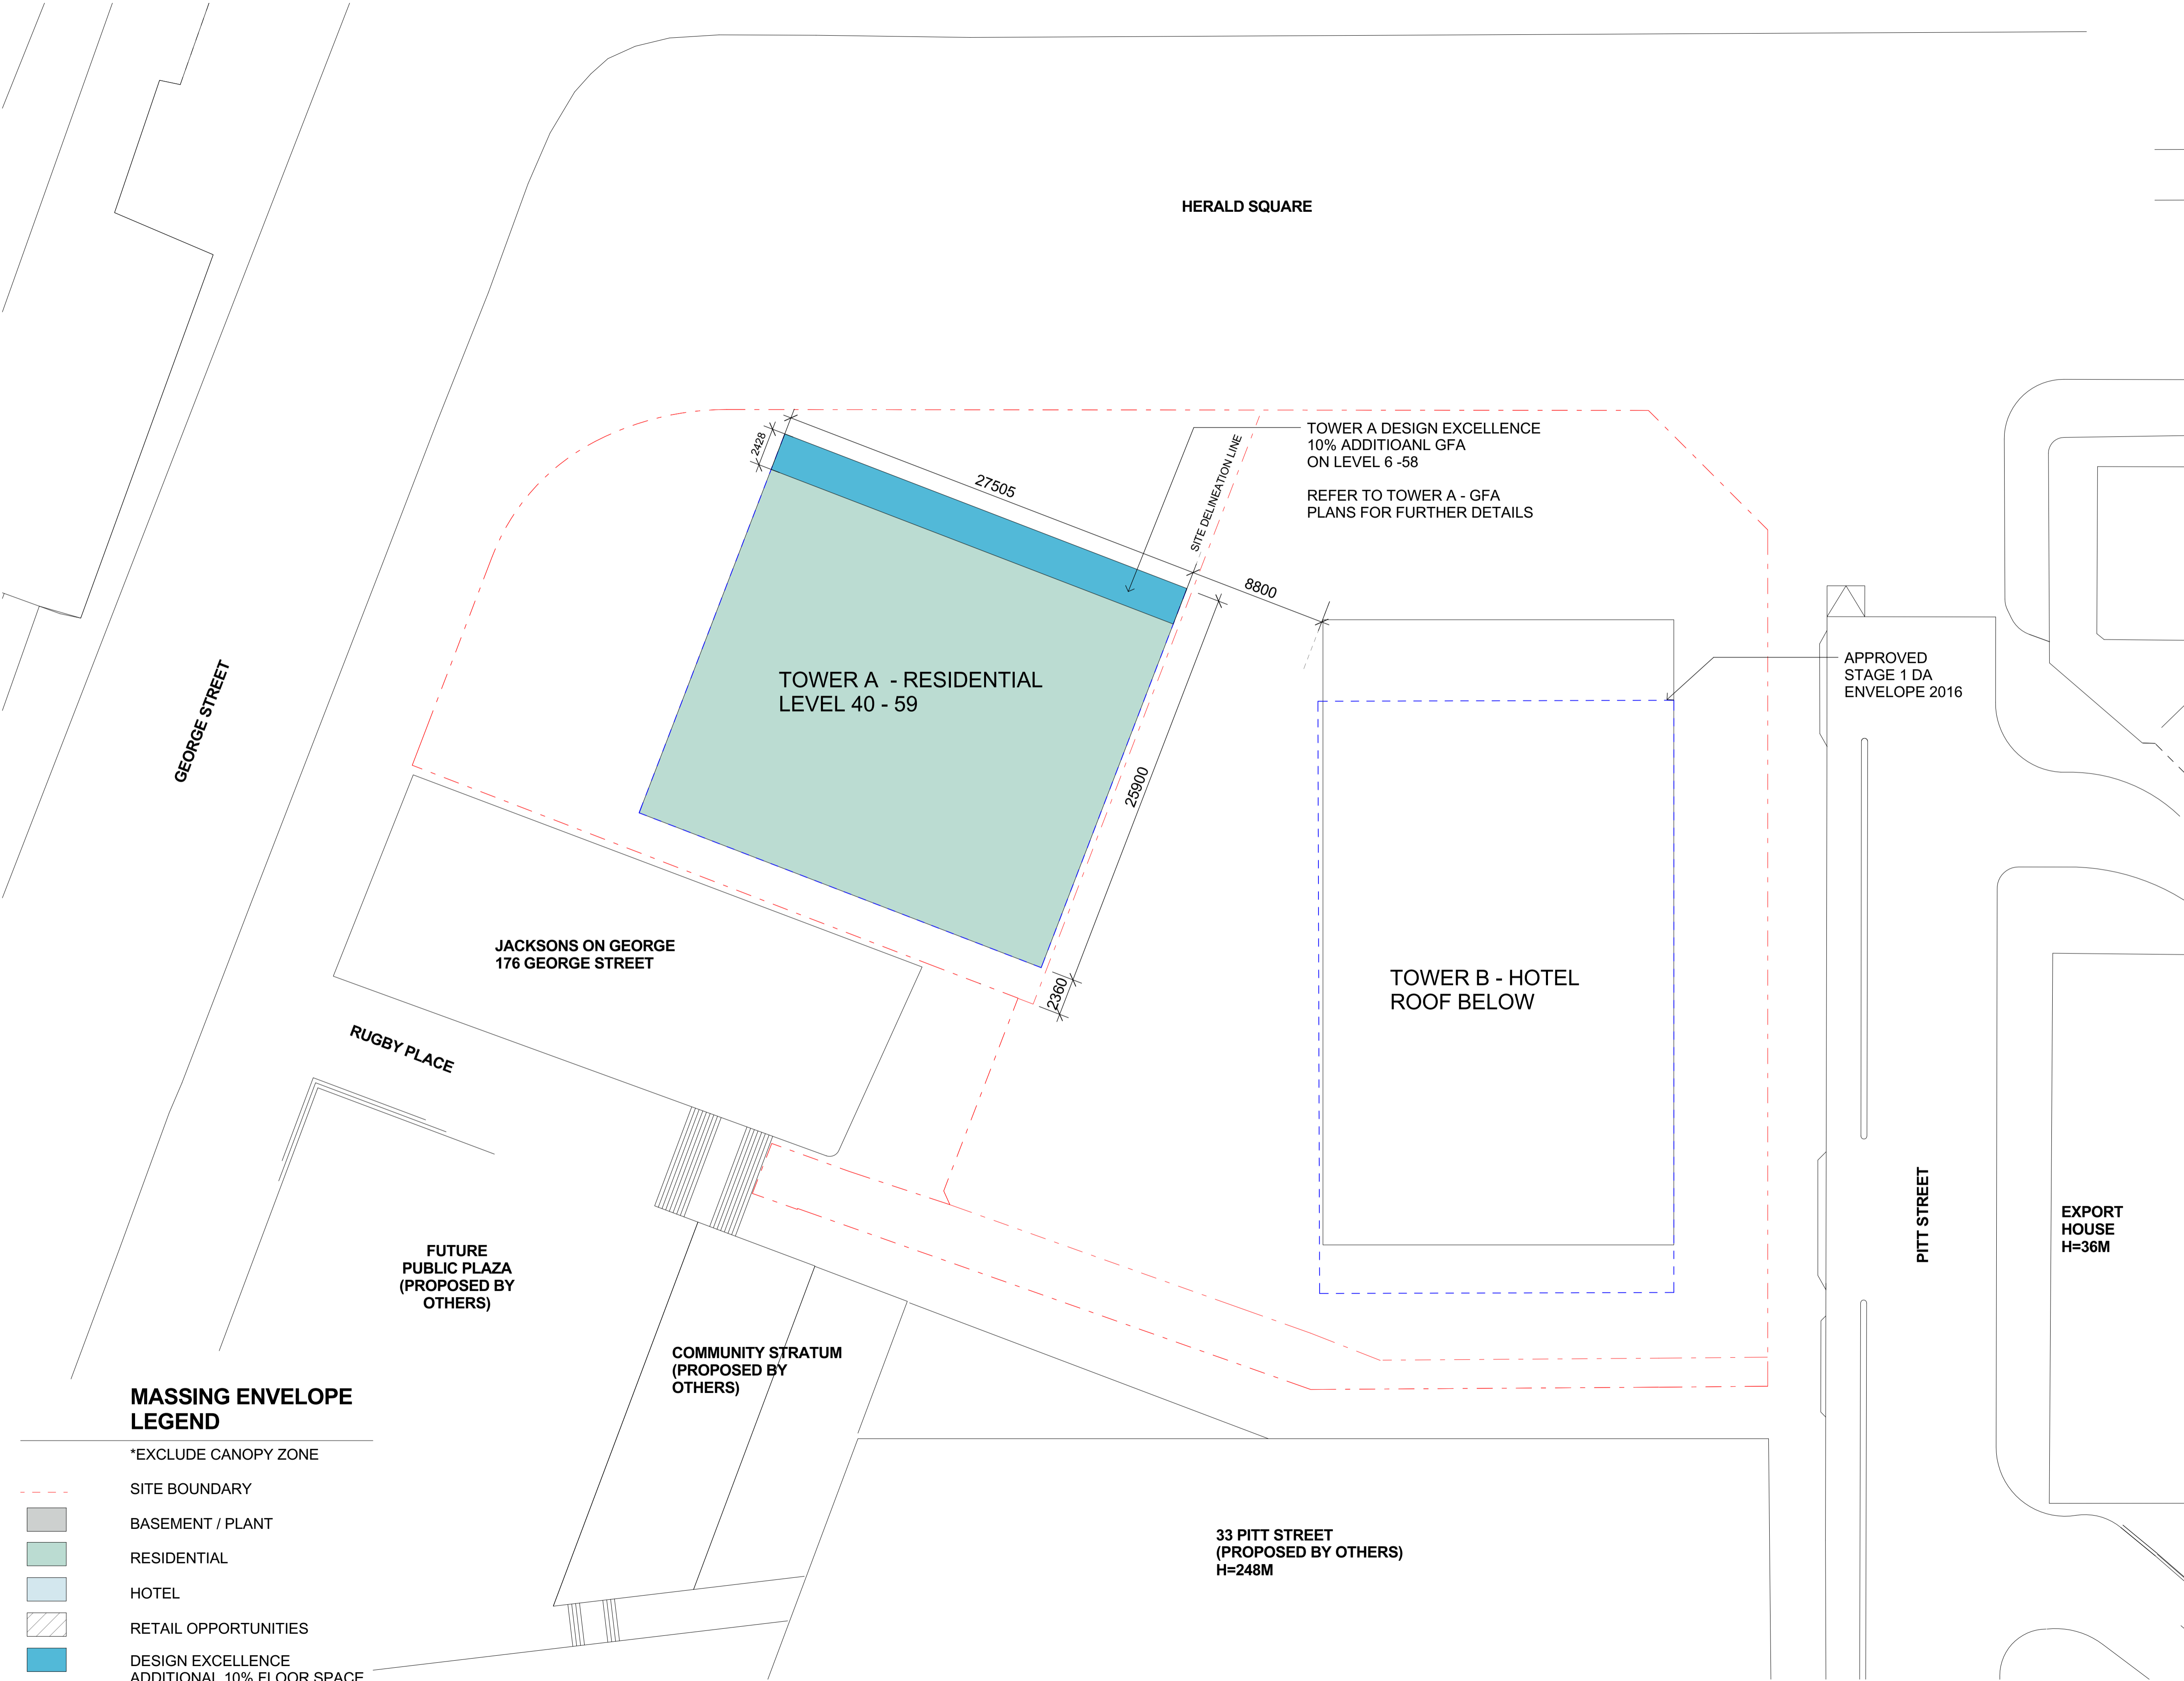 HERALD SQUARE
2428
27505
SITE DELINEATION LINE
TOWER A DESIGN EXCELLENCE
10% ADDITIOANL GFA
ON LEVEL 6 -58
REFER TO TOWER A - GFA
PLANS FOR FURTHER DETAILS
8800
GEORGE STREET
TOWER A - RESIDENTIAL
LEVEL 40 - 59
APPROVED
STAGE 1 DA
ENVELOPE 2016
25900
JACKSONS ON GEORGE
176 GEORGE STREET
2360
TOWER B - HOTEL
ROOF BELOW
RUGBY PLACE
PITT STREET
EXPORT
HOUSE
H=36M
FUTURE
PUBLIC PLAZA
(PROPOSED BY
OTHERS)
COMMUNITY STRATUM
(PROPOSED BY
OTHERS)
33 PITT STREET
(PROPOSED BY OTHERS)
H=248M
MASSING ENVELOPE
LEGEND
*EXCLUDE CANOPY ZONE
SITE BOUNDARY
BASEMENT / PLANT
RESIDENTIAL
HOTEL
RETAIL OPPORTUNITIES
DESIGN EXCELLENCE
ADDITIONAL 10% FLOOR SPACE